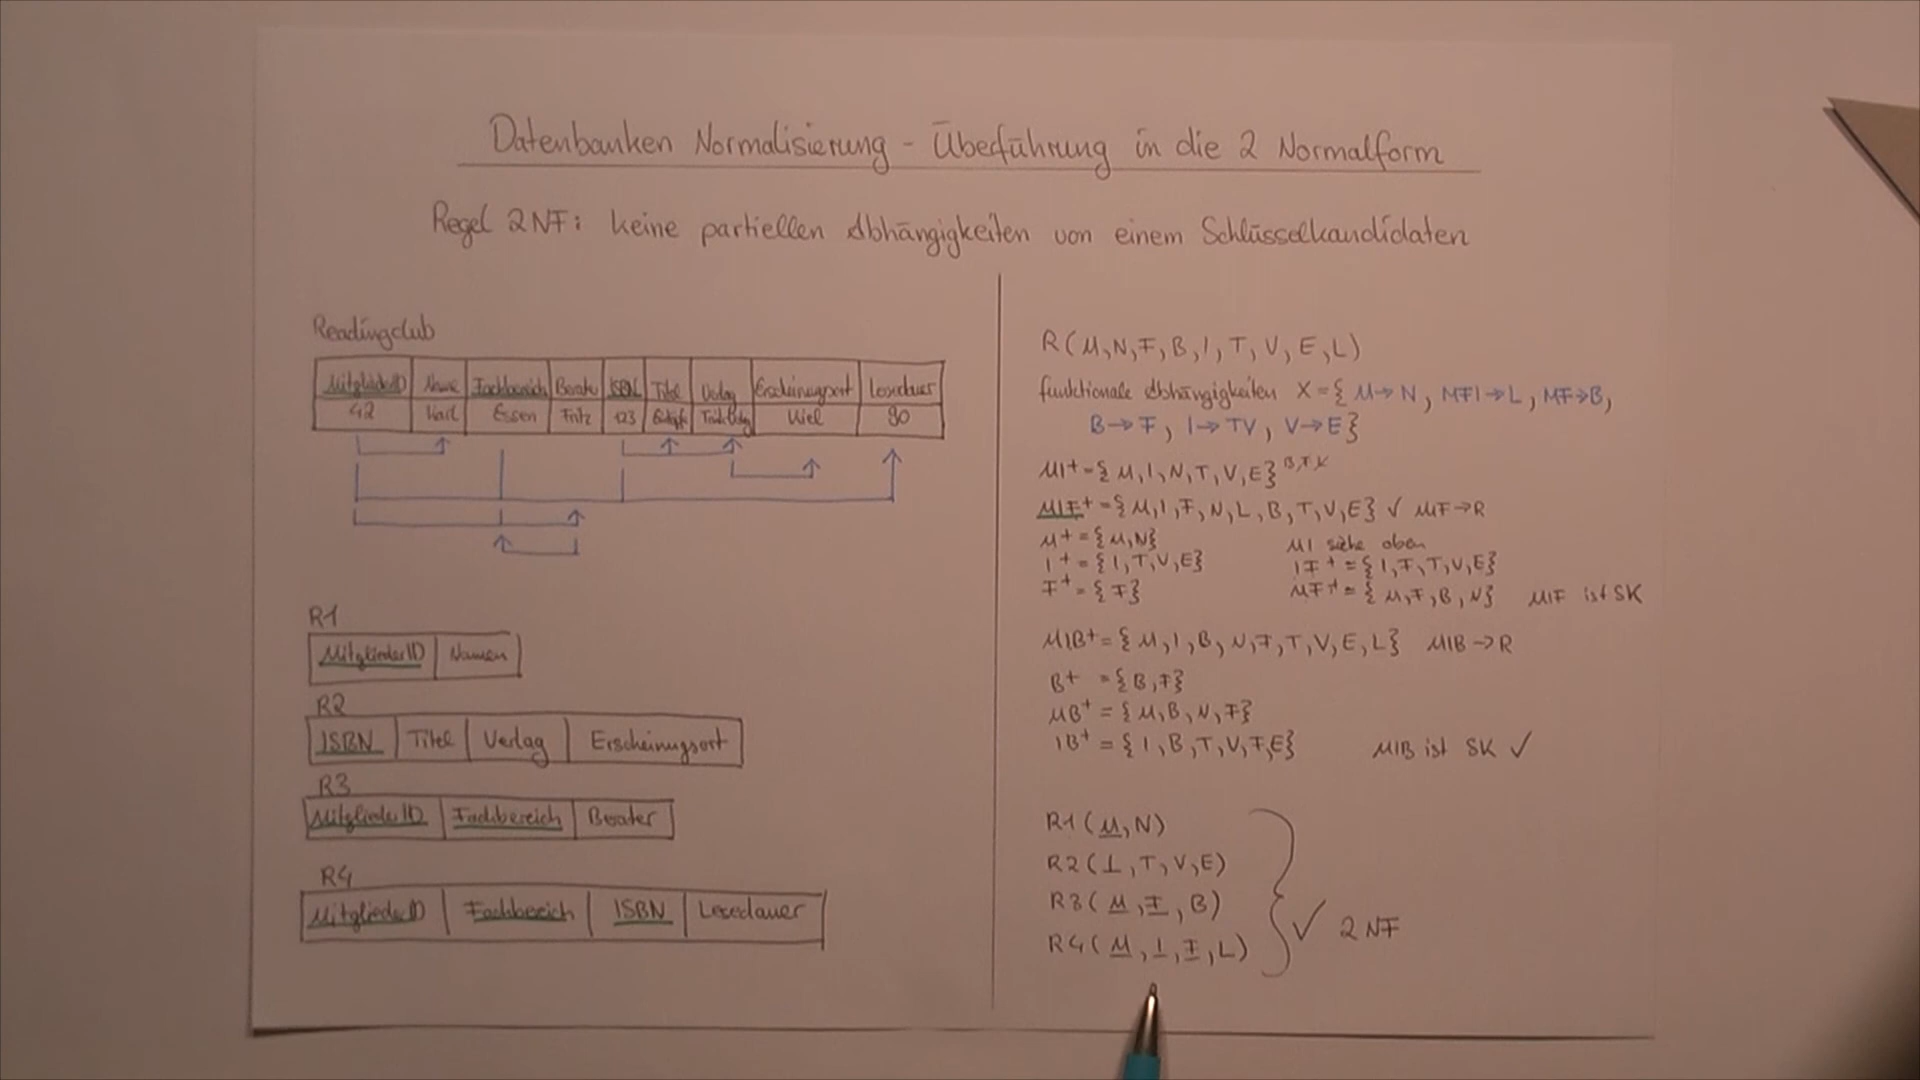 Datenbanken Normalisierung - Überführung in die 2 Normalform
Regel 2NF: keine partiellen Abhängigkeiten von einem Schlüsselkandidaten
Readingclub
MitgliederID Name Fachbereich Berater ISBN Titel Verlag Erscheinungsort Lesedauer
42 Karl Essen Fritz 123 Kiel 90
R1
MitgliederID Namen
R2
ISBN Titel Verlag Erscheinungsort
R3
MitgliederID Fachbereich Berater
R4
MitgliederID Fachbereich ISBN Lesedauer
R(M,N,F,B,I,T,V,E,L)
funktionale Abhängigkeiten X={ M→N, MFI→L, MF→B,
B→F, I→TV, V→E}
MI+={ M,I,N,T,V,E}
MIF+={ M,I,F,N,L,B,T,V,E} ✓ MF→R
M+={M,N} MI siehe oben
I+={I,T,V,E} IF+={I,F,T,V,E}
F+={F} MF+={ M,F,B,N} MIF ist SK
MIB+={ M,I,B,N,F,T,V,E,L} MIB→R
B+ ={B,F}
MB+ = { M,B,N,F}
IB+ = { I,B,T,V,F,E} MIB ist SK ✓
R1(M,N)
R2(I,T,V,E)
R3(M,F,B)
R4(M,I,F,L)
✓ 2NF